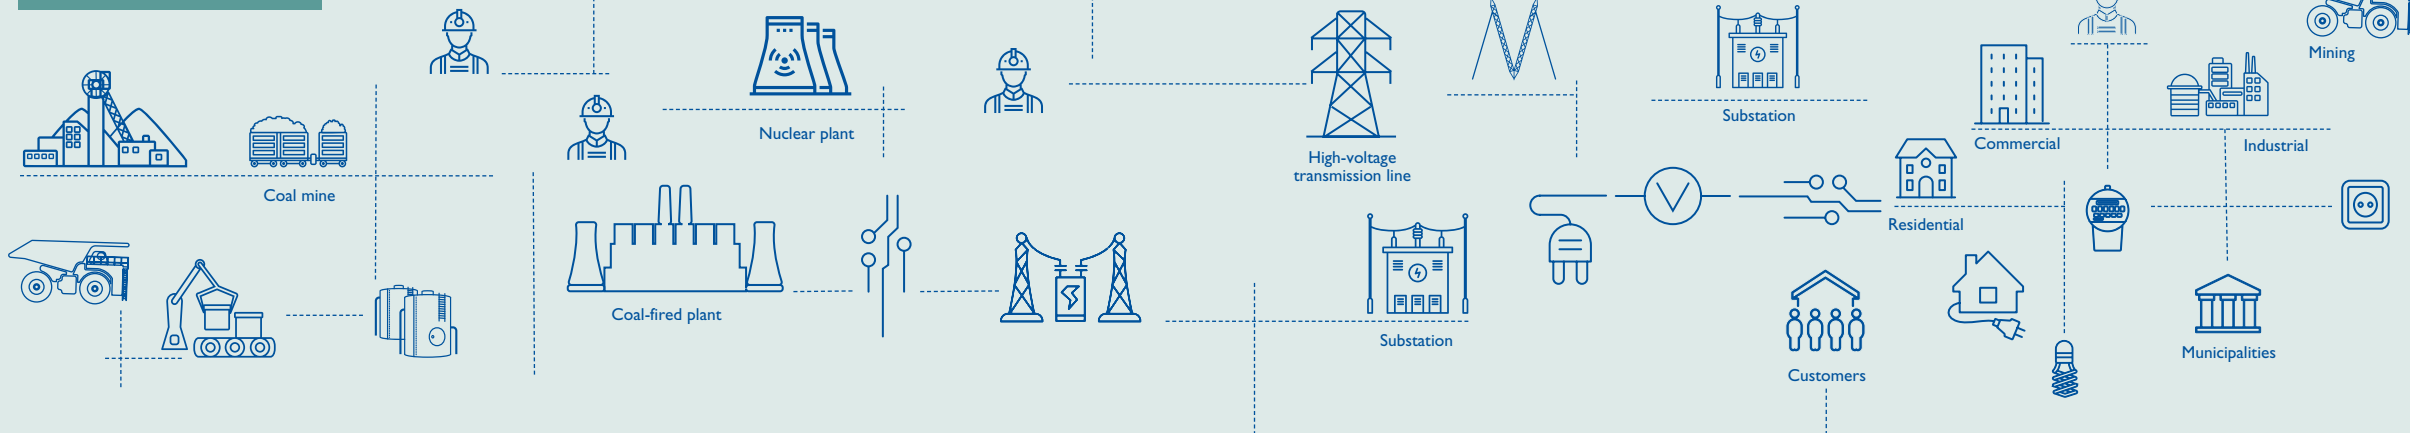 Coal mine
Nuclear plant
Coal-fired plant
High-voltage
transmission line
Substation
Substation
Commercial
Residential
Customers
Industrial
Municipalities
Mining